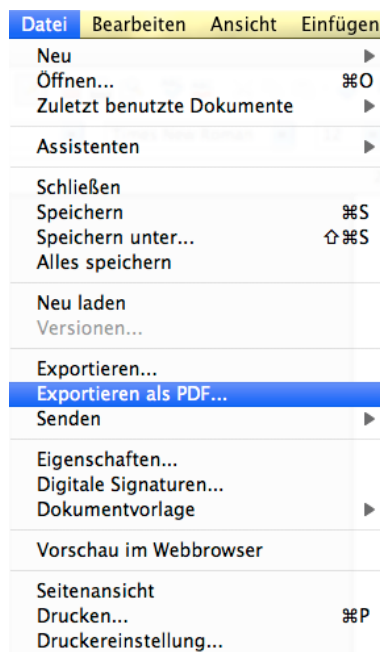 Datei Bearbeiten Ansicht Einfügen
Neu
Öffnen... ⌘O
Zuletzt benutzte Dokumente
Assistenten
Schließen
Speichern ⌘S
Speichern unter... ⇧⌘S
Alles speichern
Neu laden
Versionen...
Exportieren...
Exportieren als PDF...
Senden
Eigenschaften...
Digitale Signaturen...
Dokumentvorlage
Vorschau im Webbrowser
Seitenansicht
Drucken... ⌘P
Druckereinstellung...